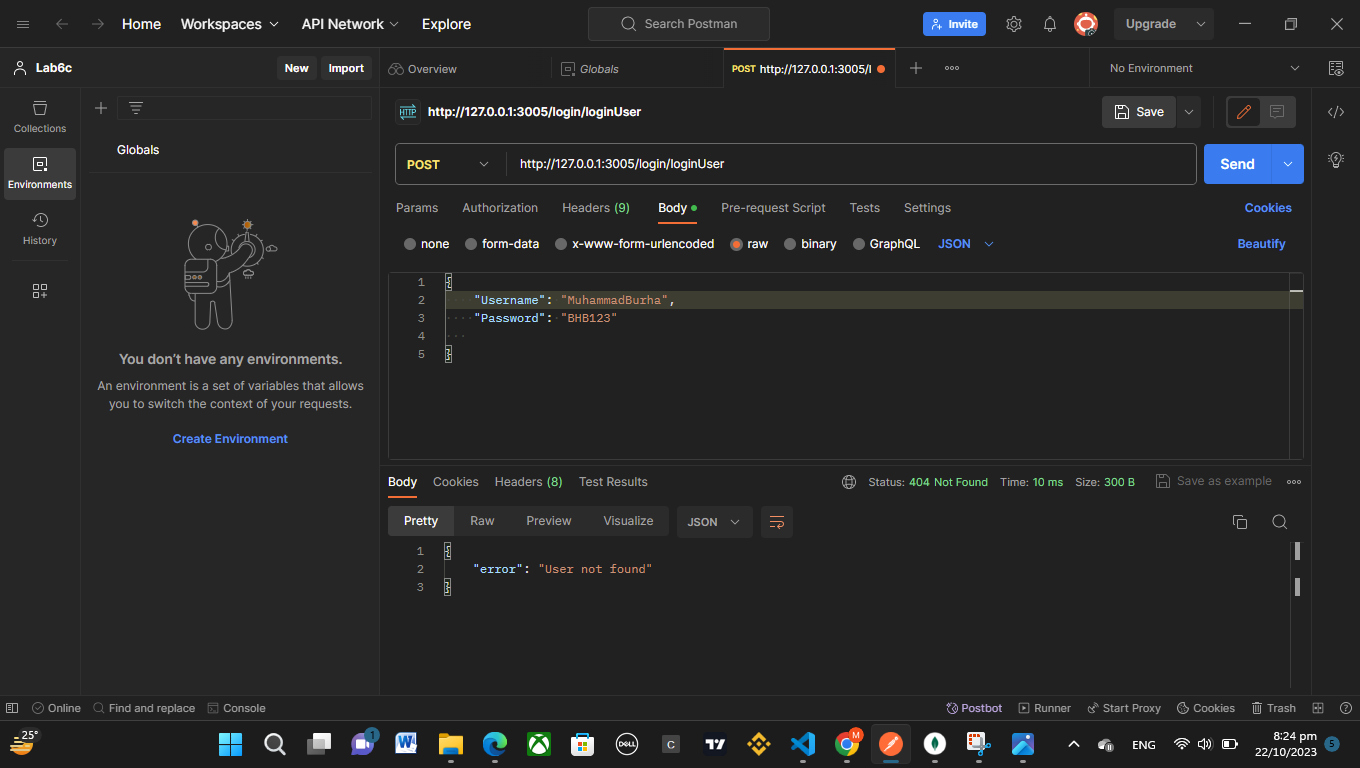 Home Workspaces API Network Explore Search Postman Invite Upgrade
Lab6c New Import Overview Globals POST http://127.0.0.1:3005/l No Environment
Collections
Environments
History
Globals
You don’t have any environments.
An environment is a set of variables that allows
you to switch the context of your requests.
Create Environment
HTTP http://127.0.0.1:3005/login/loginUser Save
POST http://127.0.0.1:3005/login/loginUser Send
Params Authorization Headers (9) Body Pre-request Script Tests Settings Cookies
none form-data x-www-form-urlencoded raw binary GraphQL JSON Beautify
1 {
2 "Username": "MuhammadBurha",
3 "Password": "BHB123"
4
5 }
Body Cookies Headers (8) Test Results Status: 404 Not Found Time: 10 ms Size: 300 B Save as example
Pretty Raw Preview Visualize JSON
1 {
2 "error": "User not found"
3 }
Online Find and replace Console Postbot Runner Start Proxy Cookies Trash
25° 1 W DELL C M ENG 8:24 pm 5
22/10/2023